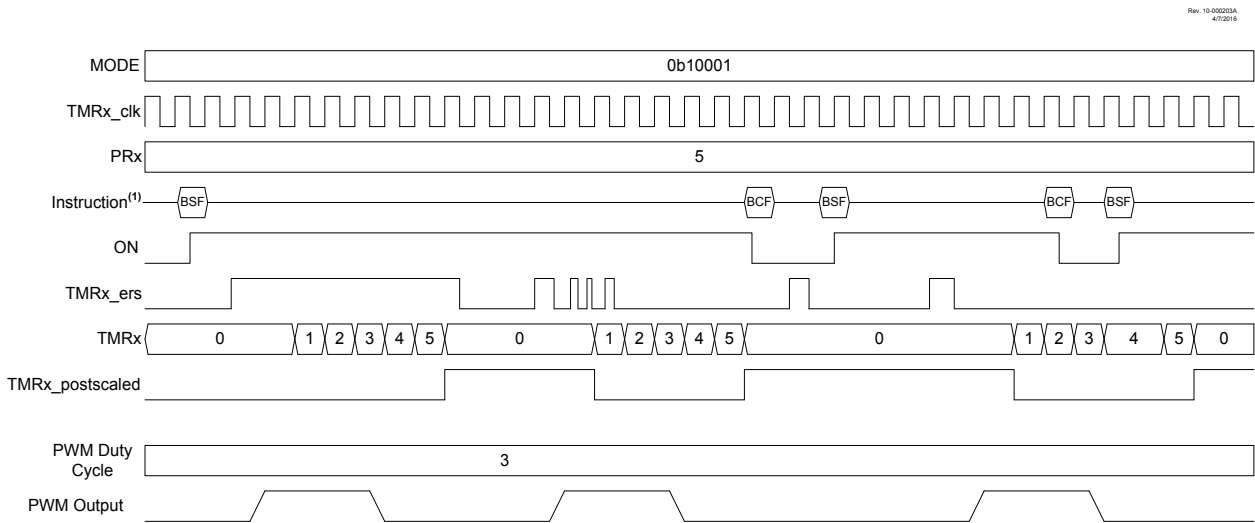 Rev. 10-000203A
4/7/2016
MODE 0b10001
TMRx_clk
PRx 5
Instruction(1) BSF BCF BSF BCF BSF
ON
TMRx_ers
TMRx 0 1 2 3 4 5 0 1 2 3 4 5 0 1 2 3 4 5 0
TMRx_postscaled
PWM Duty
Cycle 3
PWM Output